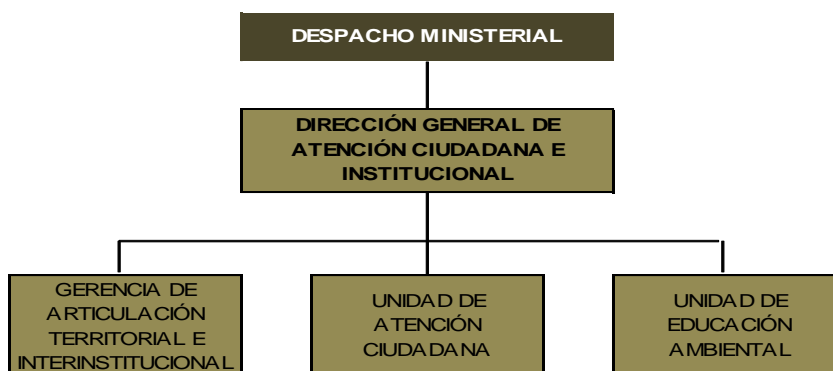 DESPACHO MINISTERIAL
DIRECCIÓN GENERAL DE
ATENCIÓN CIUDADANA E
INSTITUCIONAL
GERENCIA DE
ARTICULACIÓN
TERRITORIAL E
INTERINSTITUCIONAL
UNIDAD DE
ATENCIÓN
CIUDADANA
UNIDAD DE
EDUCACIÓN
AMBIENTAL